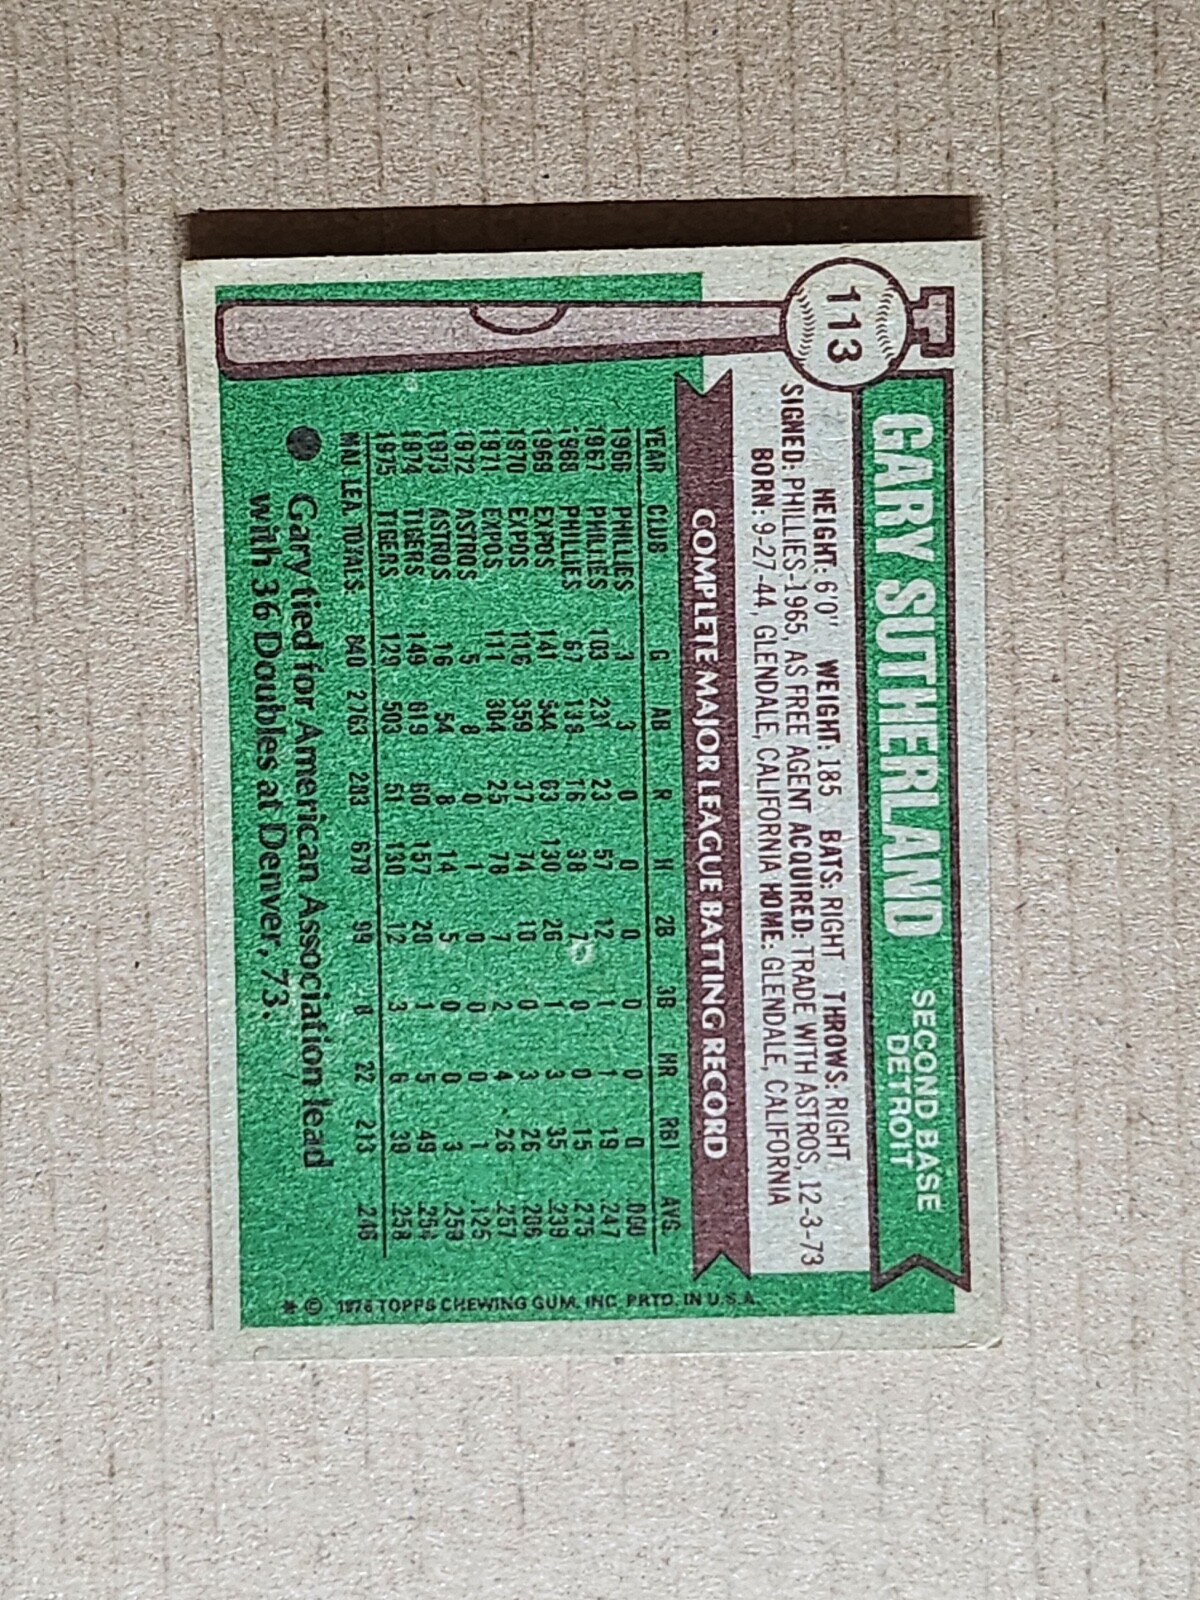 113
GARY SUTHERLAND
SECOND BASE
DETROIT
HEIGHT: 6'0" WEIGHT: 185 BATS: RIGHT THROWS: RIGHT
SIGNED: PHILLIES-1965, AS FREE AGENT ACQUIRED: TRADE WITH ASTROS, 12-3-73
BORN: 9-27-44, GLENDALE, CALIFORNIA HOME: GLENDALE, CALIFORNIA
COMPLETE MAJOR LEAGUE BATTING RECORD
YEAR CLUB G AB R H 2B 3B HR RBI AVG.
1966 PHILLIES 3 3 0 0 0 0 0 0 .000
1967 PHILLIES 103 231 23 57 12 1 1 19 .247
1968 PHILLIES 67 138 16 38 7 0 0 15 .275
1969 EXPOS 141 544 63 130 26 1 3 35 .239
1970 EXPOS 116 359 37 74 10 0 3 26 .206
1971 EXPOS 111 304 25 78 7 2 4 26 .257
1972 ASTROS 5 8 0 1 0 0 0 1 .125
1973 ASTROS 16 54 8 14 5 0 0 3 .259
1974 TIGERS 149 619 60 157 20 1 5 49 .254
1975 TIGERS 129 503 51 130 12 3 6 39 .258
MAJ. LEA. TOTALS 840 2763 283 679 99 8 22 213 .246
Gary tied for American Association lead
with 36 Doubles at Denver, '73.
* © 1976 TOPPS CHEWING GUM, INC. PRTD. IN U.S.A.